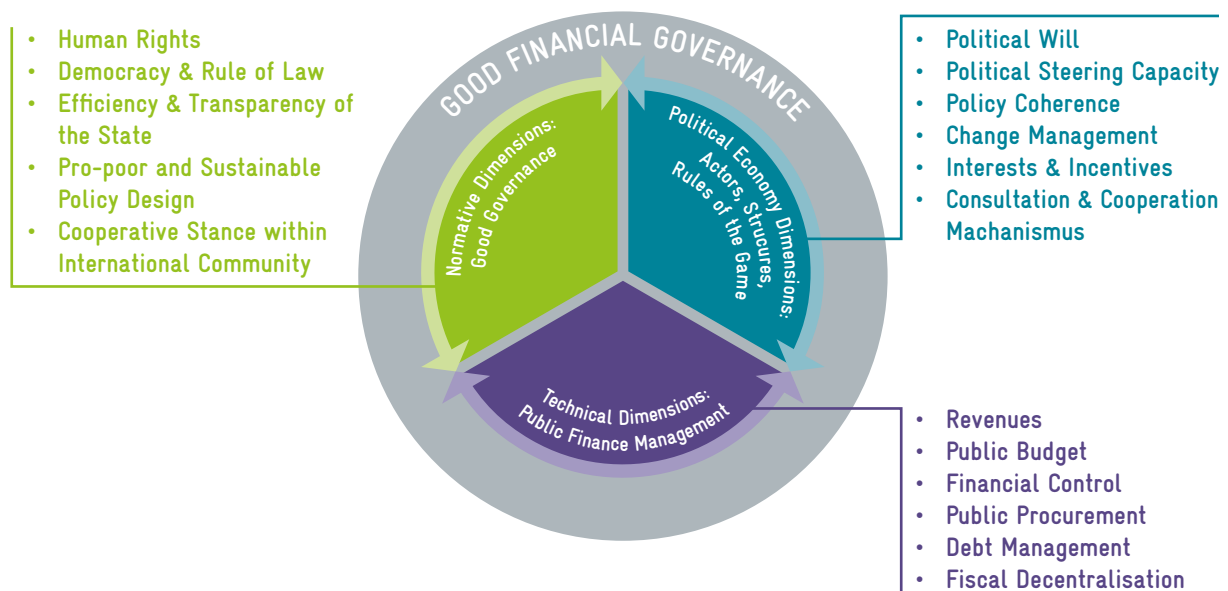 • Human Rights
• Democracy & Rule of Law
• Efficiency & Transparency of
the State
• Pro-poor and Sustainable
Policy Design
• Cooperative Stance within
International Community
GOOD FINANCIAL GOVERNANCE
Normative Dimensions:
Good Governance
Political Economy Dimensions:
Actors, Strucures,
Rules of the Game
Technical Dimensions:
Public Finance Management
• Political Will
• Political Steering Capacity
• Policy Coherence
• Change Management
• Interests & Incentives
• Consultation & Cooperation
Machanismus
• Revenues
• Public Budget
• Financial Control
• Public Procurement
• Debt Management
• Fiscal Decentralisation